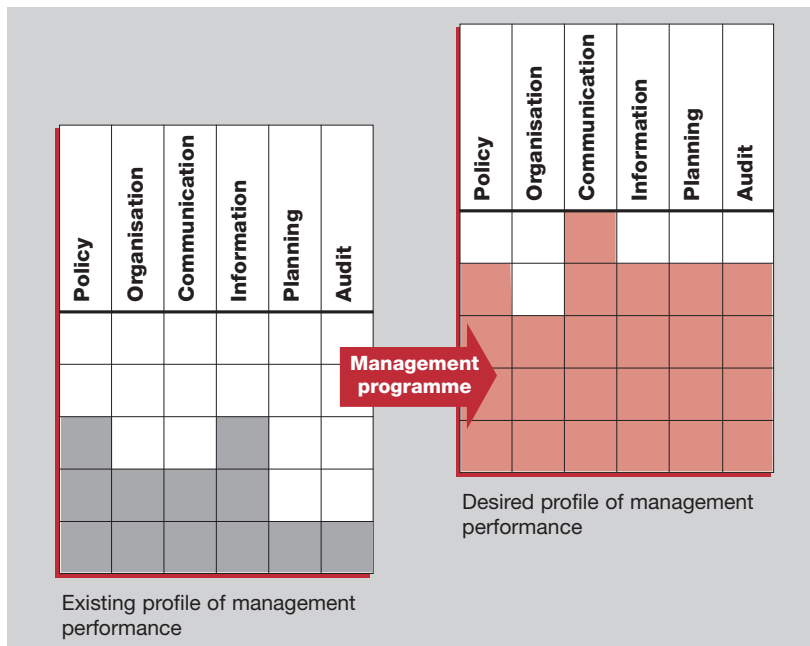 Policy
Organisation
Communication
Information
Planning
Audit
Policy
Organisation
Communication
Information
Planning
Audit
Management
programme
Desired profile of management
performance
Existing profile of management
performance